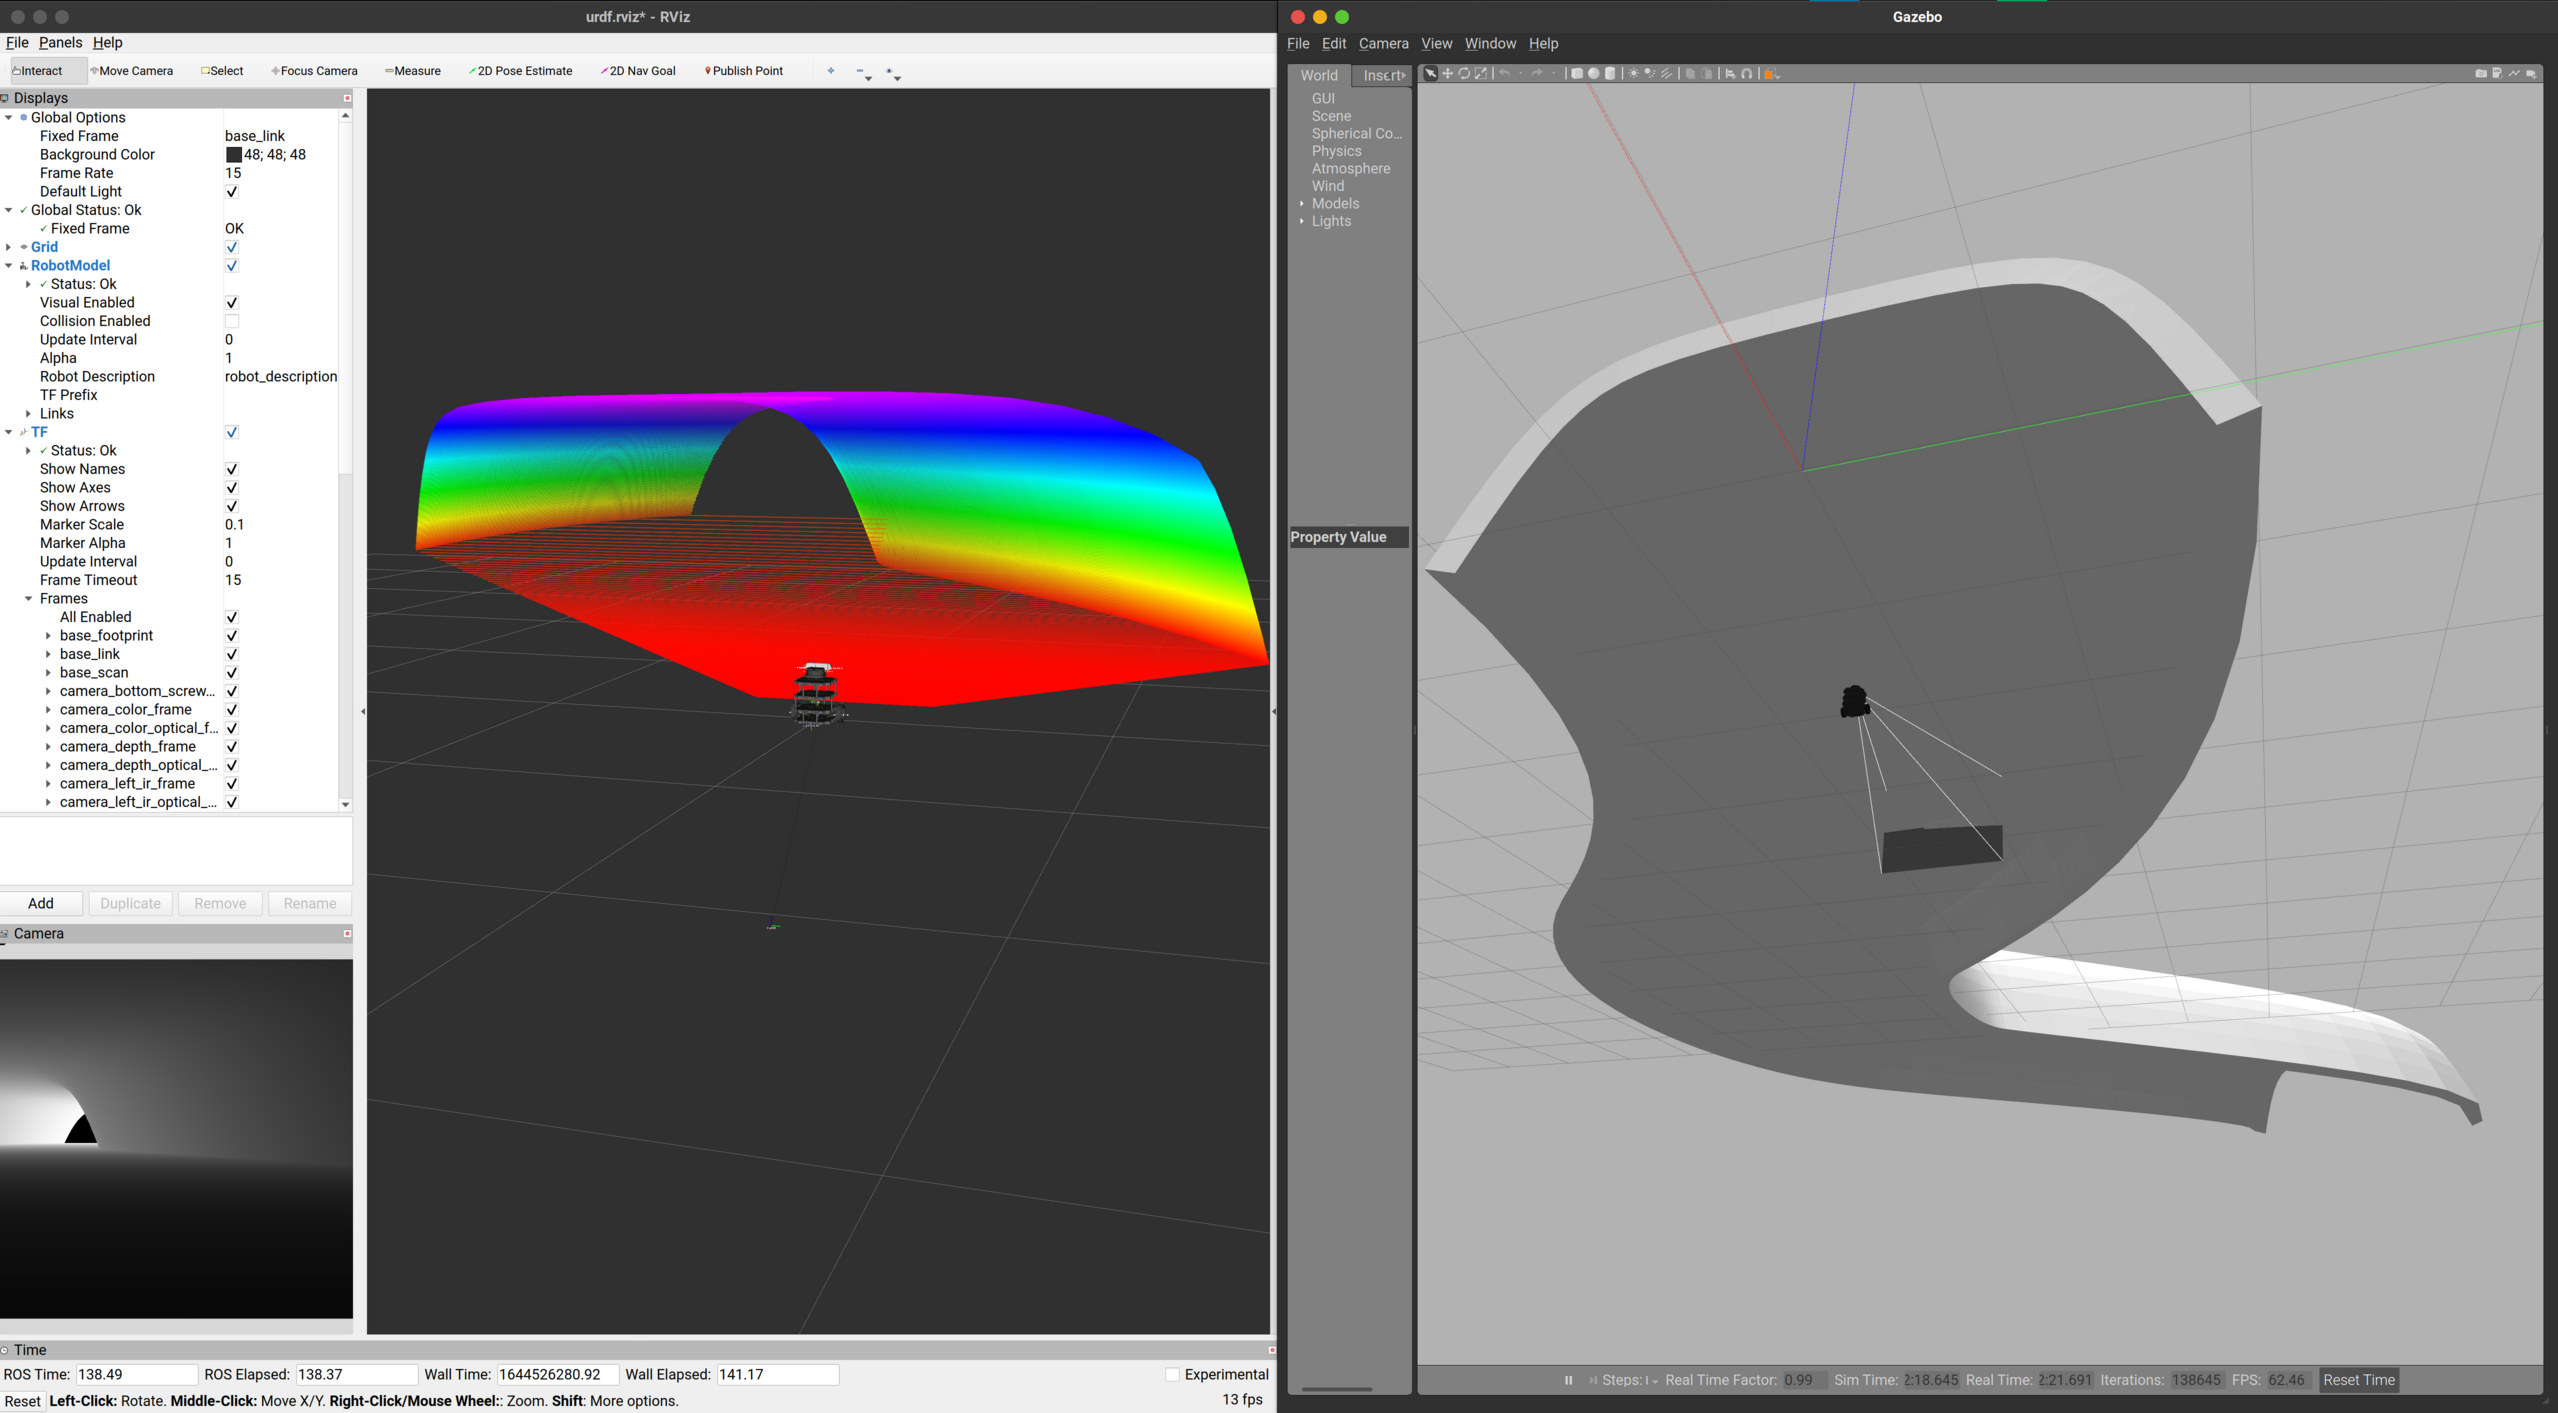 urdf.rviz* - RViz
File Panels Help
Interact Move Camera Select Focus Camera Measure 2D Pose Estimate 2D Nav Goal Publish Point
Displays
Global Options
Fixed Frame base_link
Background Color 48; 48; 48
Frame Rate 15
Default Light
Global Status: Ok
Fixed Frame OK
Grid
RobotModel
Status: Ok
Visual Enabled
Collision Enabled
Update Interval 0
Alpha 1
Robot Description robot_description
TF Prefix
Links
TF
Status: Ok
Show Names
Show Axes
Show Arrows
Marker Scale 0.1
Marker Alpha 1
Update Interval 0
Frame Timeout 15
Frames
All Enabled
base_footprint
base_link
base_scan
camera_bottom_screw...
camera_color_frame
camera_color_optical_f...
camera_depth_frame
camera_depth_optical_...
camera_left_ir_frame
camera_left_ir_optical_...
Add Duplicate Remove Rename
Camera
Time
ROS Time: 138.49 ROS Elapsed: 138.37 Wall Time: 1644526280.92 Wall Elapsed: 141.17 Experimental
Reset Left-Click: Rotate. Middle-Click: Move X/Y. Right-Click/Mouse Wheel:: Zoom. Shift: More options. 13 fps
Gazebo
File Edit Camera View Window Help
World Insert
GUI
Scene
Spherical Co...
Physics
Atmosphere
Wind
Models
Lights
Property Value
Steps: 1 Real Time Factor: 0.99 Sim Time: 2:18.645 Real Time: 2:21.691 Iterations: 138645 FPS: 62.46 Reset Time